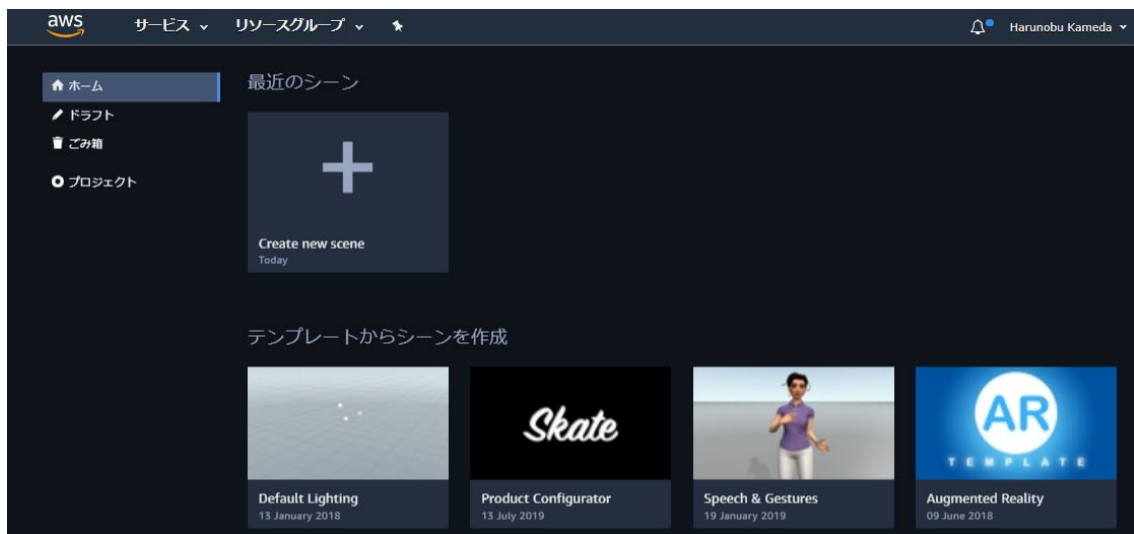 aws サービス リソースグループ Harunobu Kameda
ホーム
ドラフト
ごみ箱
プロジェクト
最近のシーン
Create new scene
Today
テンプレートからシーンを作成
Skate
AR
TEMPLATE
Default Lighting
13 January 2018
Product Configurator
13 July 2019
Speech & Gestures
19 January 2019
Augmented Reality
09 June 2018